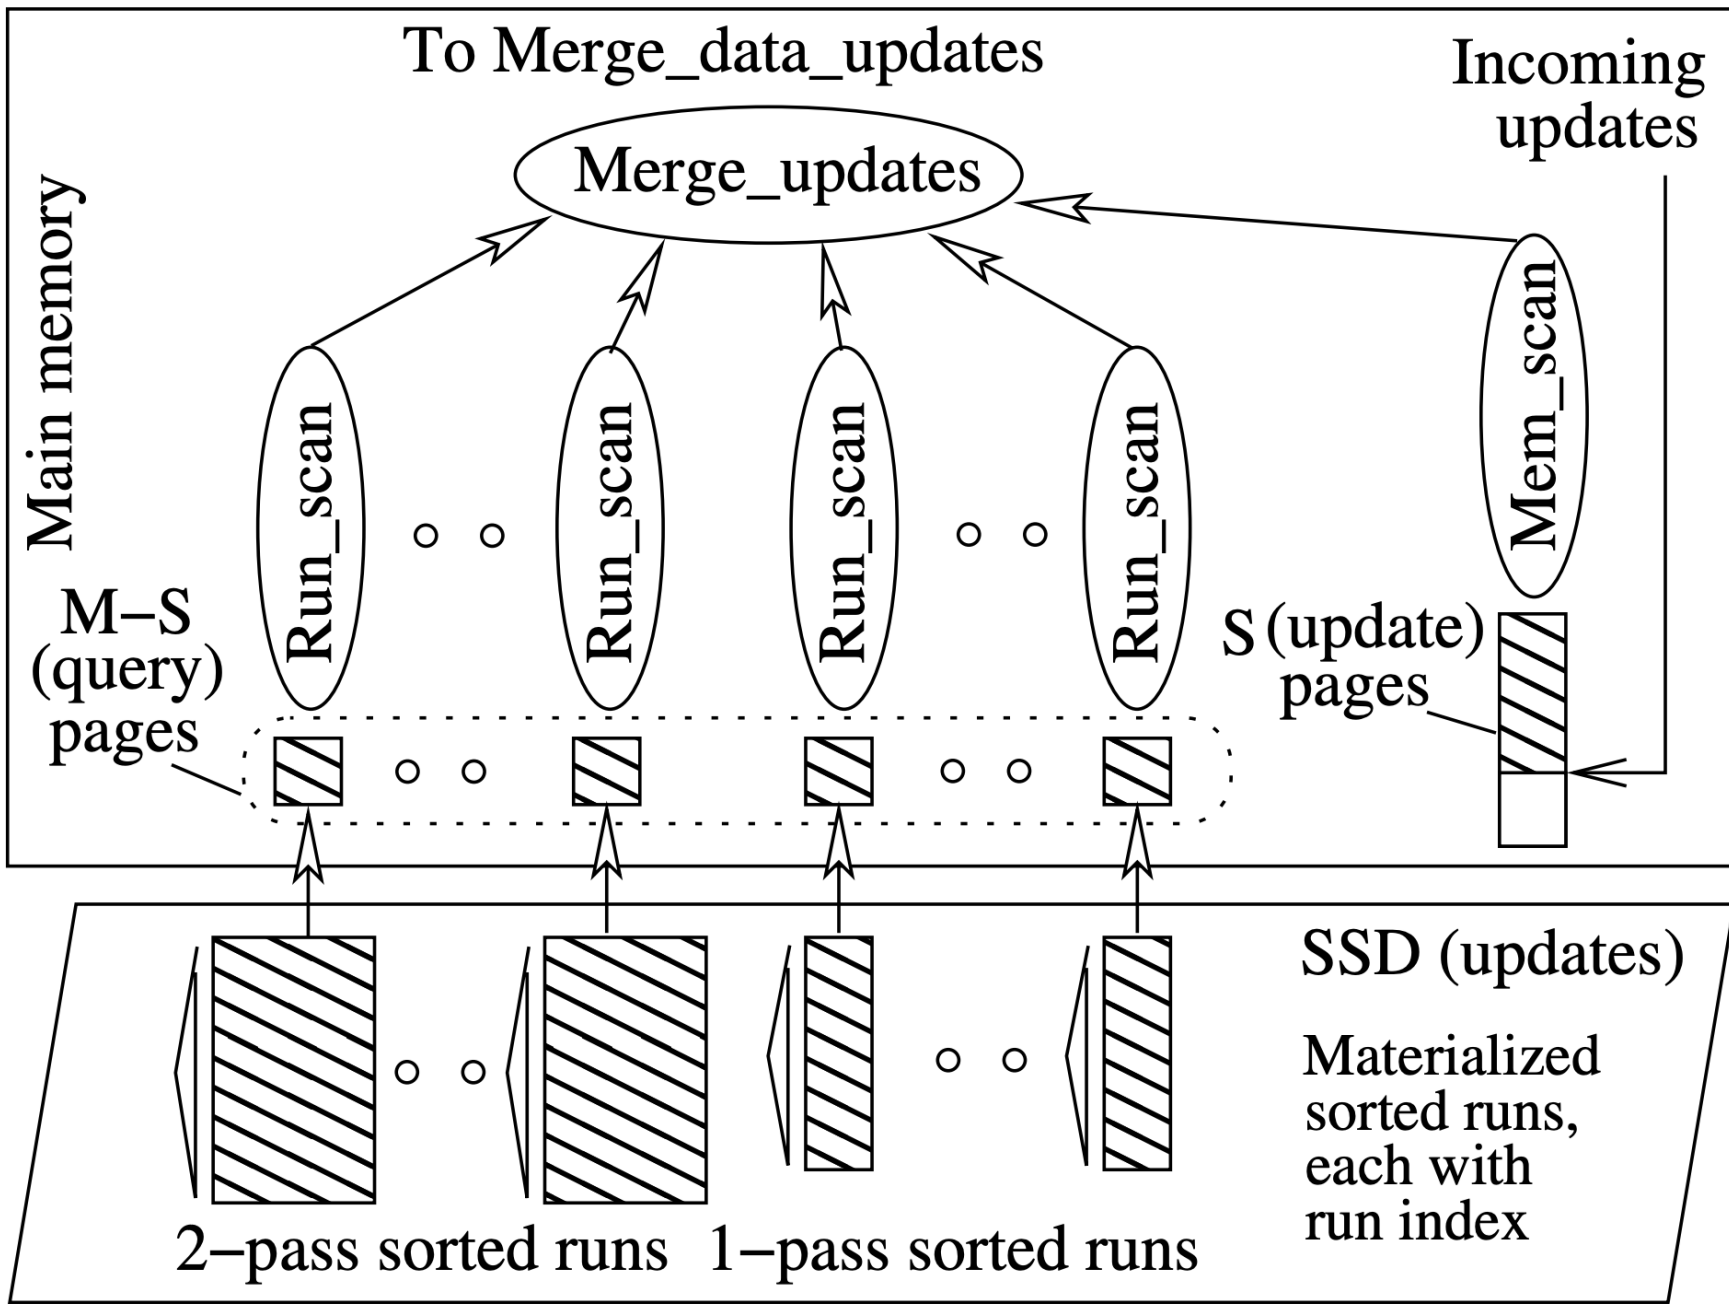 To Merge_data_updates
Incoming
updates
Merge_updates
Main memory
Run_scan
Run_scan
Run_scan
Run_scan
Mem_scan
M–S
(query)
pages
S (update)
pages
SSD (updates)
Materialized
sorted runs,
each with
run index
2–pass sorted runs
1–pass sorted runs